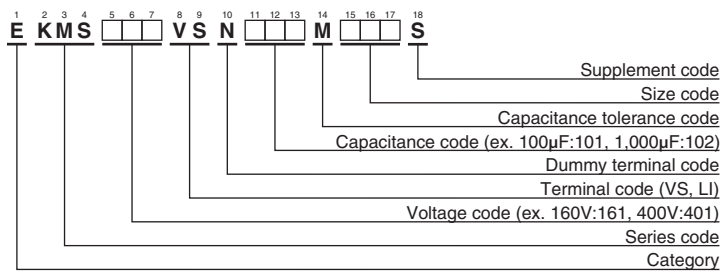 1 2 3 4 5 6 7 8 9 10 11 12 13 14 15 16 17 18
E KMS VS N M S
Supplement code
Size code
Capacitance tolerance code
Capacitance code (ex. 100µF:101, 1,000µF:102)
Dummy terminal code
Terminal code (VS, LI)
Voltage code (ex. 160V:161, 400V:401)
Series code
Category